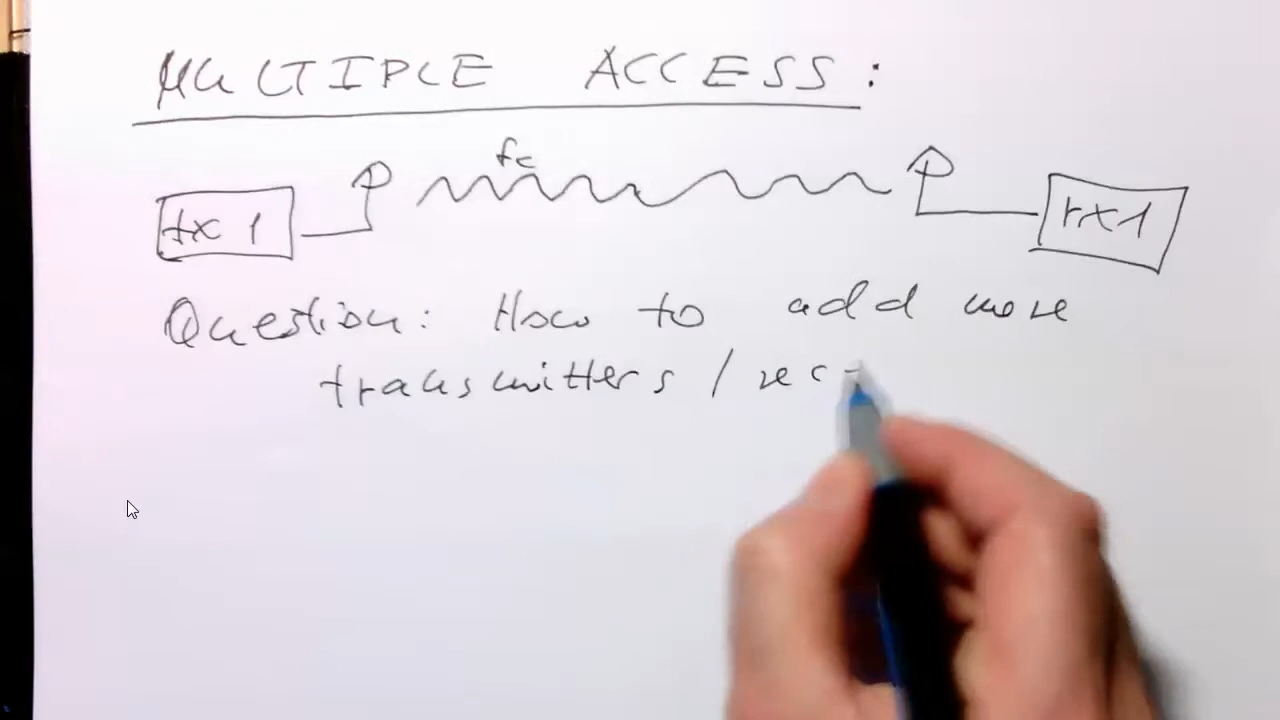 MULTIPLE ACCESS:
fc
tx 1
rx1
Question: How to add more
transmitters / rec